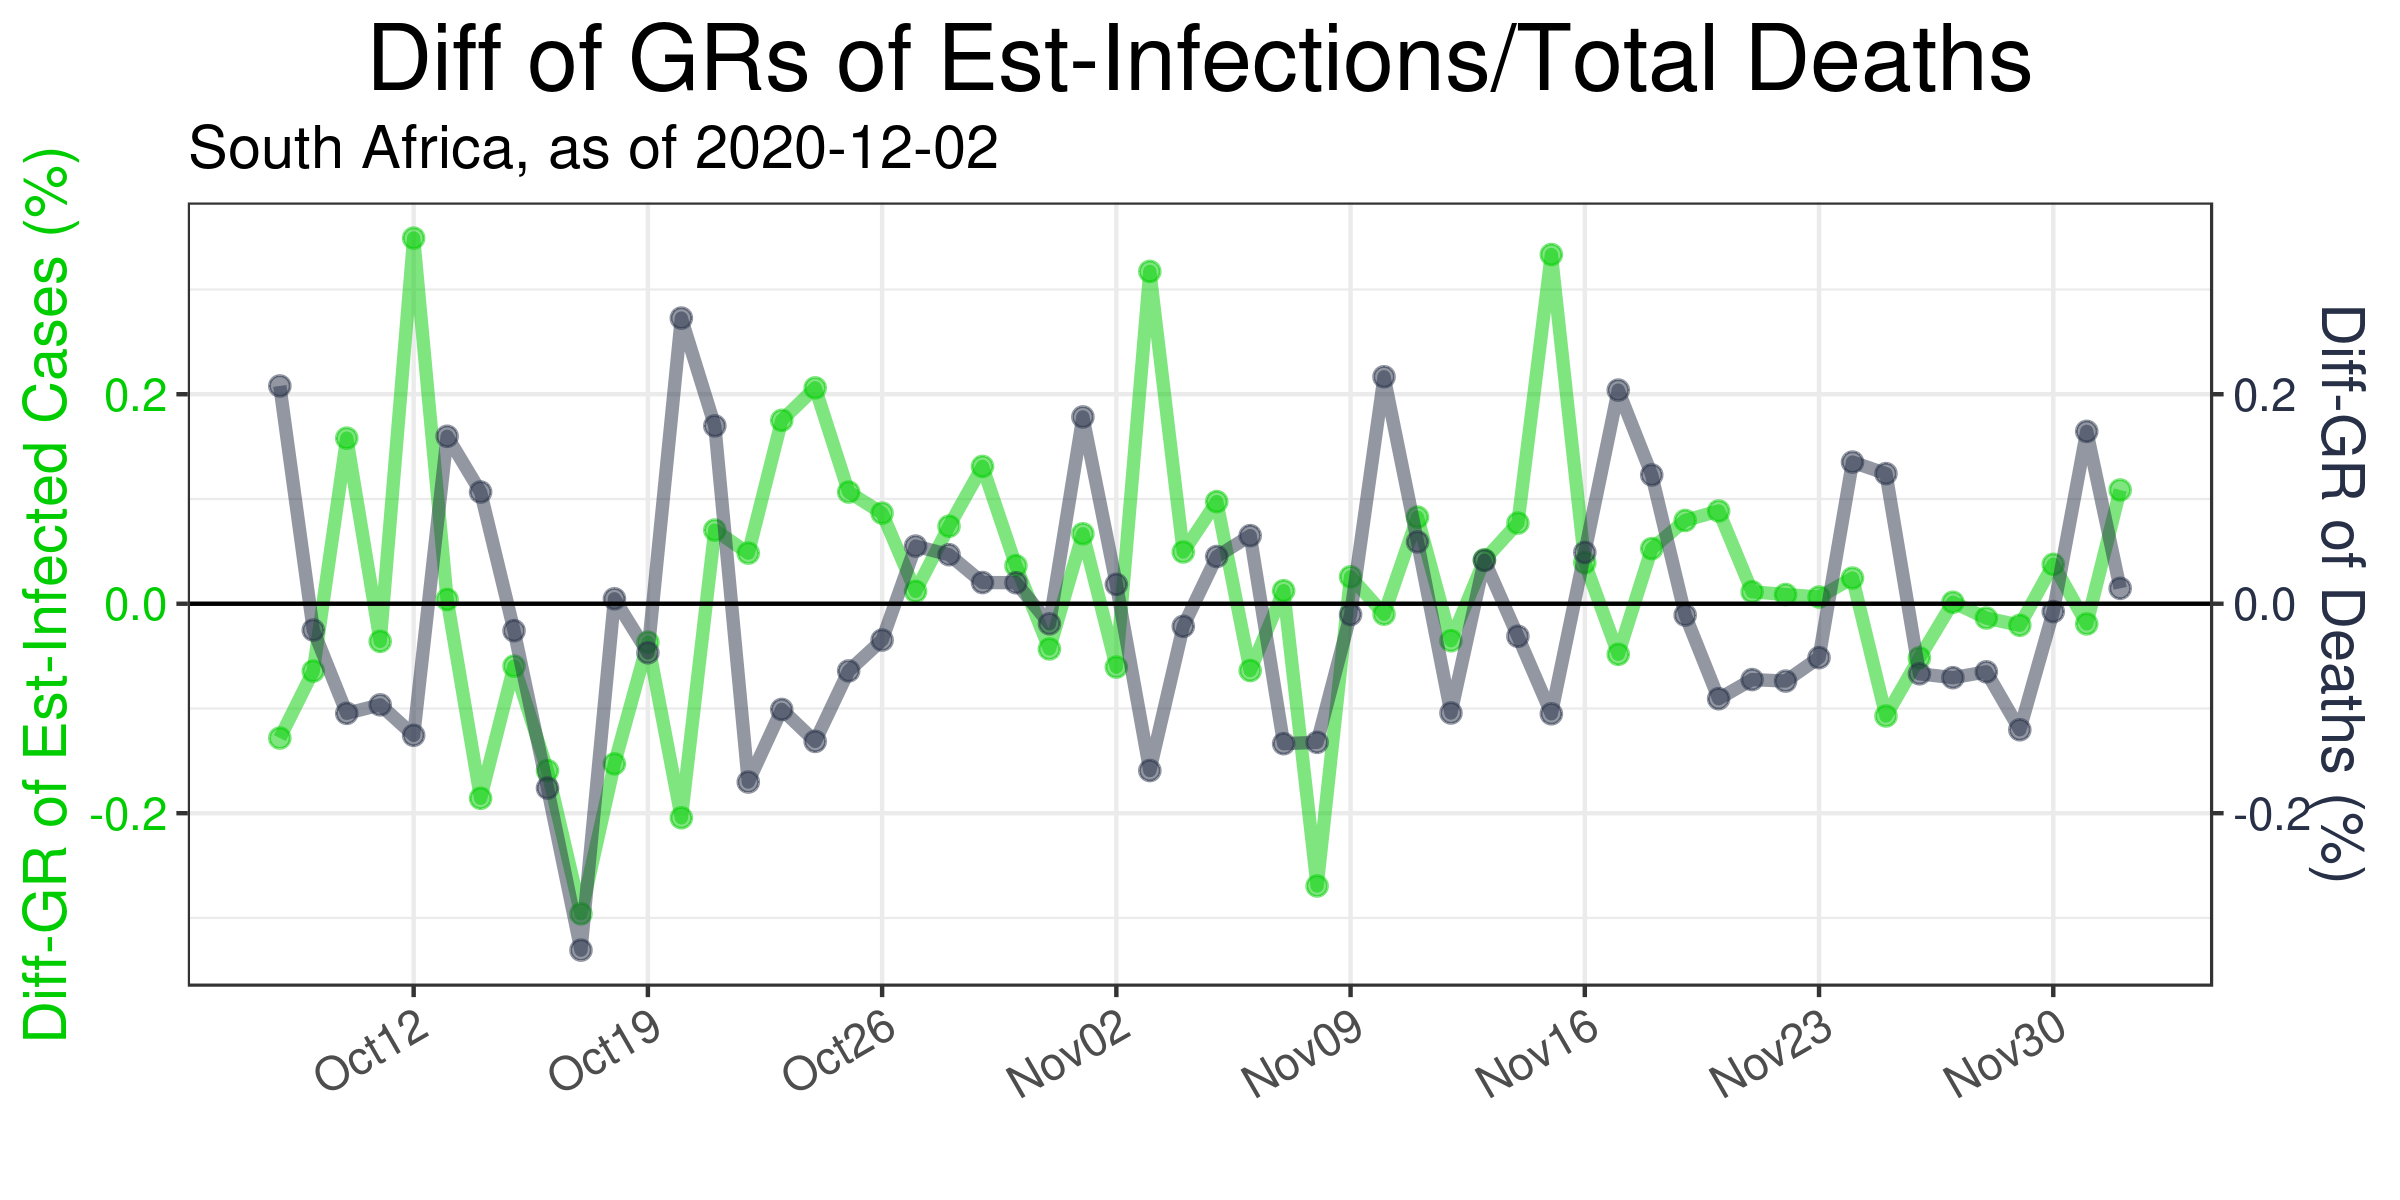 Diff of GRs of Est-Infections/Total Deaths
South Africa, as of 2020-12-02
Diff-GR of Est-Infected Cases (%)
0.2
0.0
-0.2
0.2
0.0
-0.2
Diff-GR of Deaths (%)
Oct12
Oct19
Oct26
Nov02
Nov09
Nov16
Nov23
Nov30